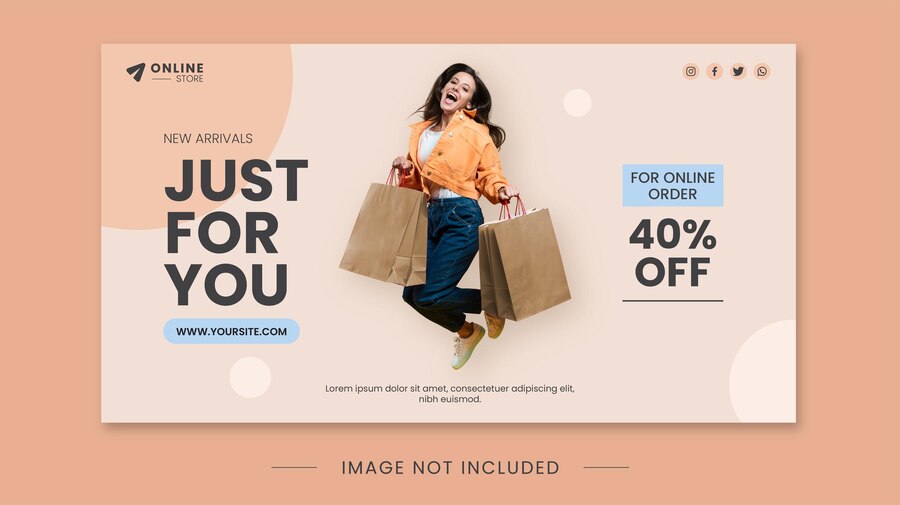 ONLINE
STORE
NEW ARRIVALS
JUST
FOR
YOU
WWW.YOURSITE.COM
FOR ONLINE
ORDER
40%
OFF
Lorem ipsum dolor sit amet, consectetuer adipiscing elit,
nibh euismod.
IMAGE NOT INCLUDED